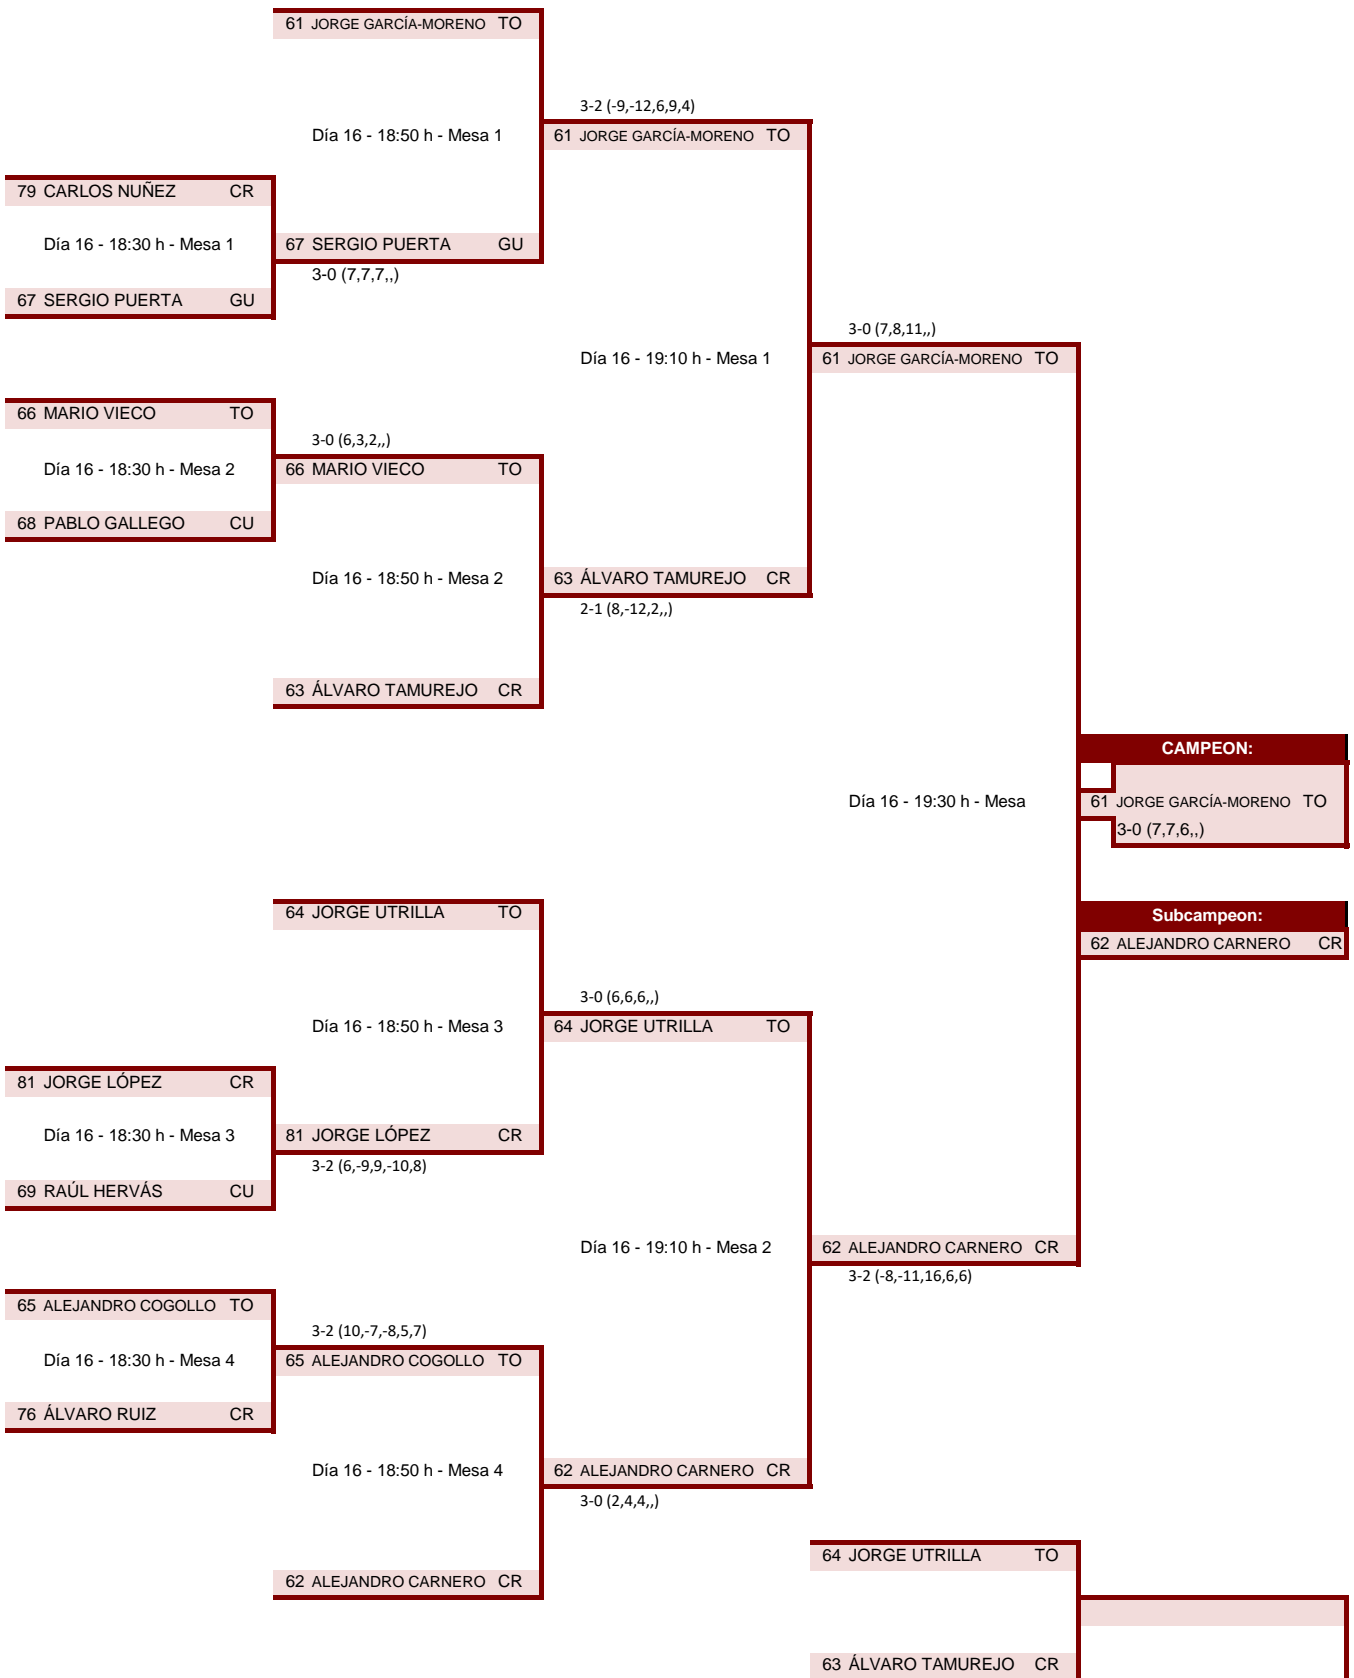 61 JORGE GARCÍA-MORENO TO
3-2 (-9,-12,6,9,4)
Día 16 - 18:50 h - Mesa 1
61 JORGE GARCÍA-MORENO TO
79 CARLOS NUÑEZ CR
Día 16 - 18:30 h - Mesa 1
67 SERGIO PUERTA GU
3-0 (7,7,7,,)
67 SERGIO PUERTA GU
3-0 (7,8,11,,)
Día 16 - 19:10 h - Mesa 1
61 JORGE GARCÍA-MORENO TO
66 MARIO VIECO TO
3-0 (6,3,2,,)
Día 16 - 18:30 h - Mesa 2
66 MARIO VIECO TO
68 PABLO GALLEGO CU
Día 16 - 18:50 h - Mesa 2
63 ÁLVARO TAMUREJO CR
2-1 (8,-12,2,,)
63 ÁLVARO TAMUREJO CR
CAMPEON:
Día 16 - 19:30 h - Mesa
61 JORGE GARCÍA-MORENO TO
3-0 (7,7,6,,)
64 JORGE UTRILLA TO
Subcampeon:
62 ALEJANDRO CARNERO CR
3-0 (6,6,6,,)
Día 16 - 18:50 h - Mesa 3
64 JORGE UTRILLA TO
81 JORGE LÓPEZ CR
Día 16 - 18:30 h - Mesa 3
81 JORGE LÓPEZ CR
3-2 (6,-9,9,-10,8)
69 RAÚL HERVÁS CU
Día 16 - 19:10 h - Mesa 2
62 ALEJANDRO CARNERO CR
3-2 (-8,-11,16,6,6)
65 ALEJANDRO COGOLLO TO
3-2 (10,-7,-8,5,7)
Día 16 - 18:30 h - Mesa 4
65 ALEJANDRO COGOLLO TO
76 ÁLVARO RUIZ CR
Día 16 - 18:50 h - Mesa 4
62 ALEJANDRO CARNERO CR
3-0 (2,4,4,,)
64 JORGE UTRILLA TO
62 ALEJANDRO CARNERO CR
63 ÁLVARO TAMUREJO CR